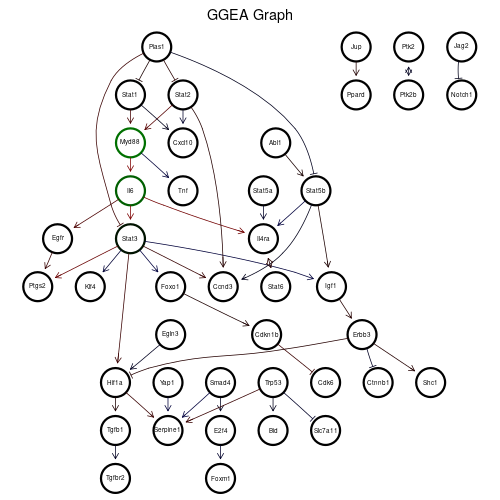 GGEA Graph
Pias1
Jup
Ptk2
Jag2
Stat1
Stat2
Ppard
Ptk2b
Notch1
Myd88
Cxcl10
Abl1
Il6
Tnf
Stat5a
Stat5b
Egfr
Stat3
Il4ra
Ptgs2
Klf4
Foxo1
Ccnd3
Stat6
Igf1
Egln3
Cdkn1b
Erbb3
Hif1a
Yap1
Smad4
Trp53
Cdk6
Ctnnb1
Shc1
Tgfb1
Serpine1
E2f4
Bid
Slc7a11
Tgfbr2
Foxm1